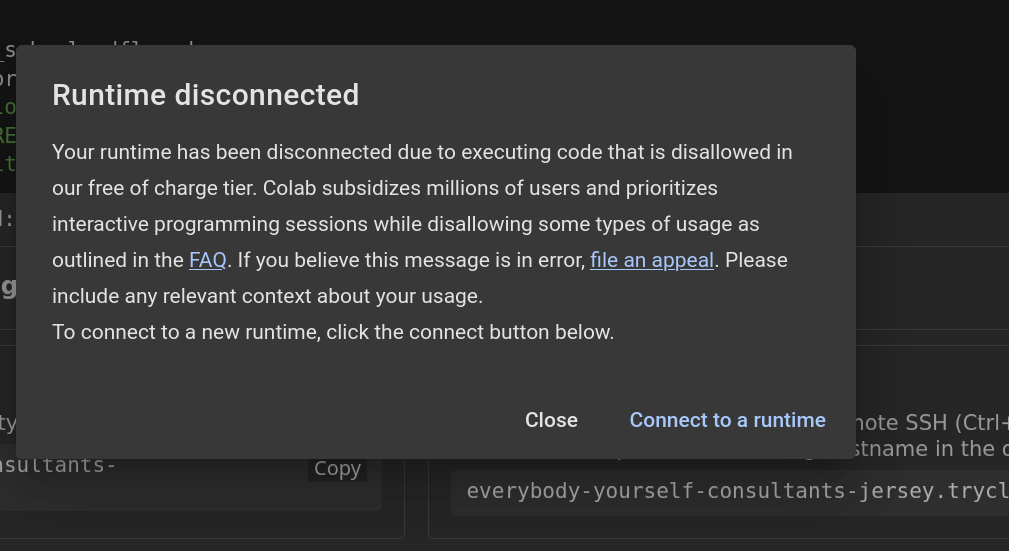 Runtime disconnected
Your runtime has been disconnected due to executing code that is disallowed in
our free of charge tier. Colab subsidizes millions of users and prioritizes
interactive programming sessions while disallowing some types of usage as
outlined in the FAQ. If you believe this message is in error, file an appeal. Please
include any relevant context about your usage.
To connect to a new runtime, click the connect button below.
Close Connect to a runtime
note SSH (Ctrl+
stname in the c
nsultants-
Copy
everybody-yourself-consultants-jersey.trycl